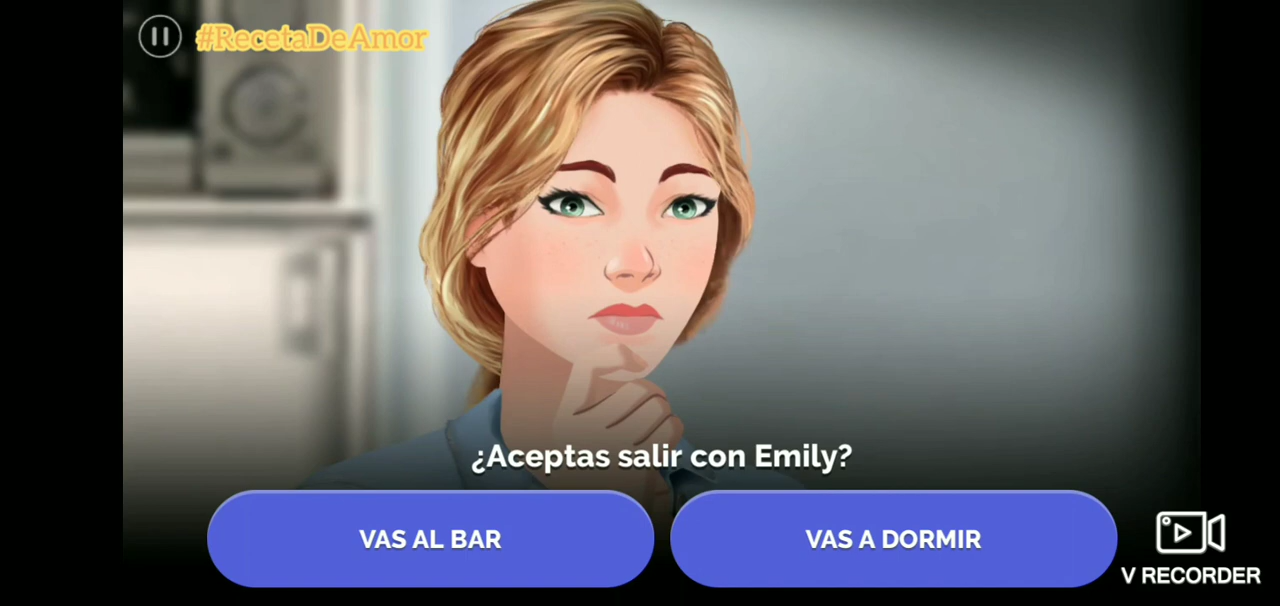 #RecetaDeAmor
¿Aceptas salir con Emily?
VAS AL BAR
VAS A DORMIR
V RECORDER